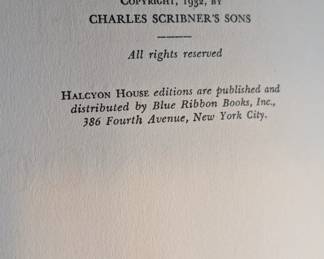 COPYRIGHT, 1932, BY
CHARLES SCRIBNER'S SONS
All rights reserved
HALCYON HOUSE editions are published and
distributed by Blue Ribbon Books, Inc.,
386 Fourth Avenue, New York City.